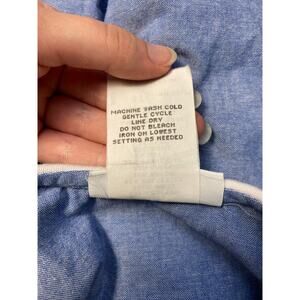 MACHINE WASH COLD
GENTLE CYCLE
LINE DRY
DO NOT BLEACH
IRON ON LOWEST
SETTING AS NEEDED